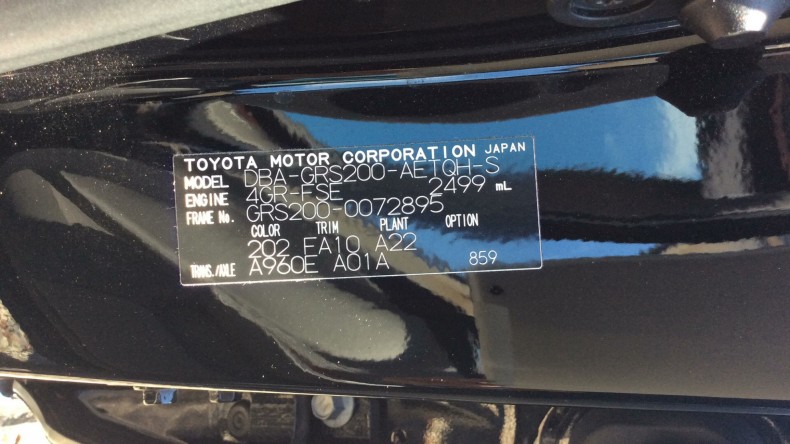 TOYOTA MOTOR CORPORATION JAPAN
MODEL DBA-GRS200-AETQH-S
ENGINE 4GR-FSE 2499 mL
FRAME No. GRS200-0072895
COLOR TRIM PLANT OPTION
202 FA10 A22
TRANS./AXLE A960E A01A 859